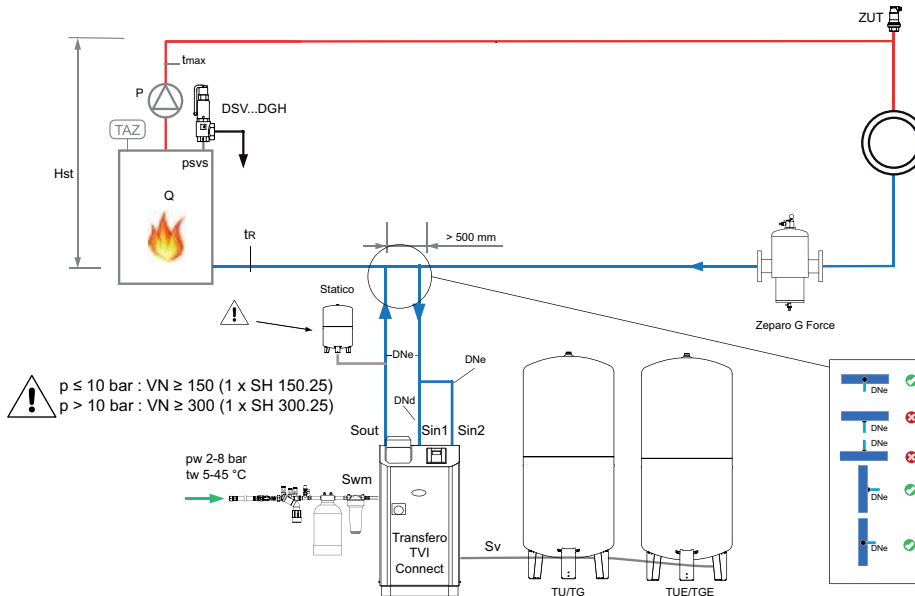 ZUT
tmax
P
DSV...DGH
TAZ
psvs
Hst
Q
tR
> 500 mm
Statico
Zeparo G Force
DNe
DNe
p ≤ 10 bar : VN ≥ 150 (1 x SH 150.25)
p > 10 bar : VN ≥ 300 (1 x SH 300.25)
DNd
Sout
Sin1
Sin2
pw 2-8 bar
tw 5-45 °C
Swm
Transfero
TVI
Connect
Sv
TU/TG
TUE/TGE
DNe
DNe
DNe
DNe
DNe